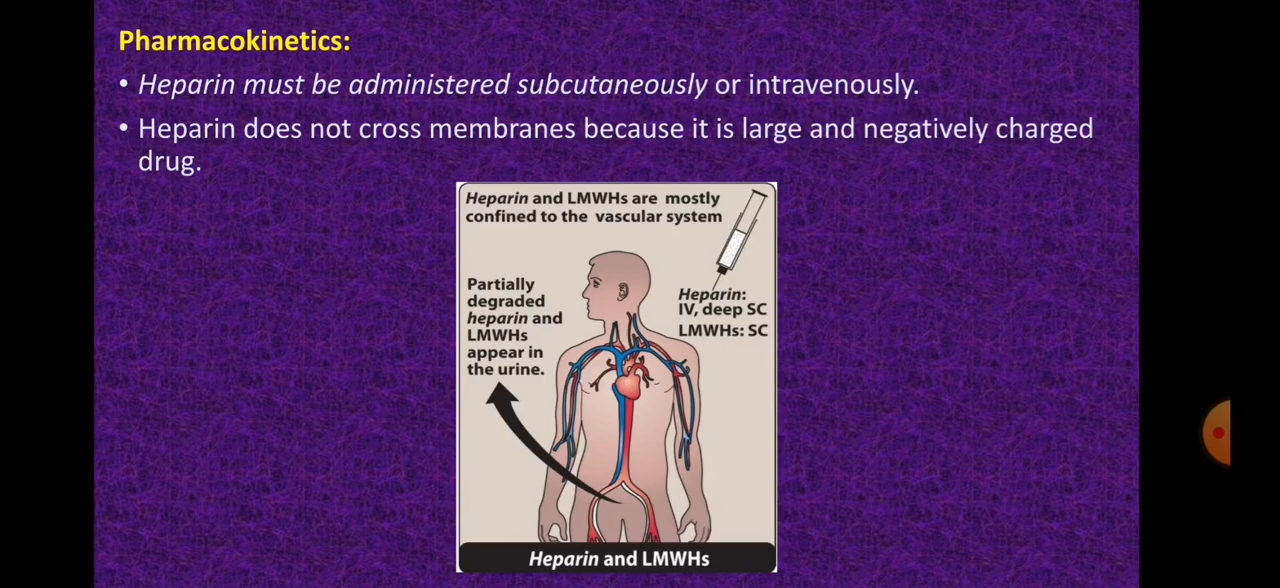 Pharmacokinetics:
• Heparin must be administered subcutaneously or intravenously.
• Heparin does not cross membranes because it is large and negatively charged
drug.
Heparin and LMWHs are mostly
confined to the vascular system
Partially
degraded
heparin and
LMWHs
appear in
the urine.
Heparin:
IV, deep SC
LMWHs: SC
Heparin and LMWHs